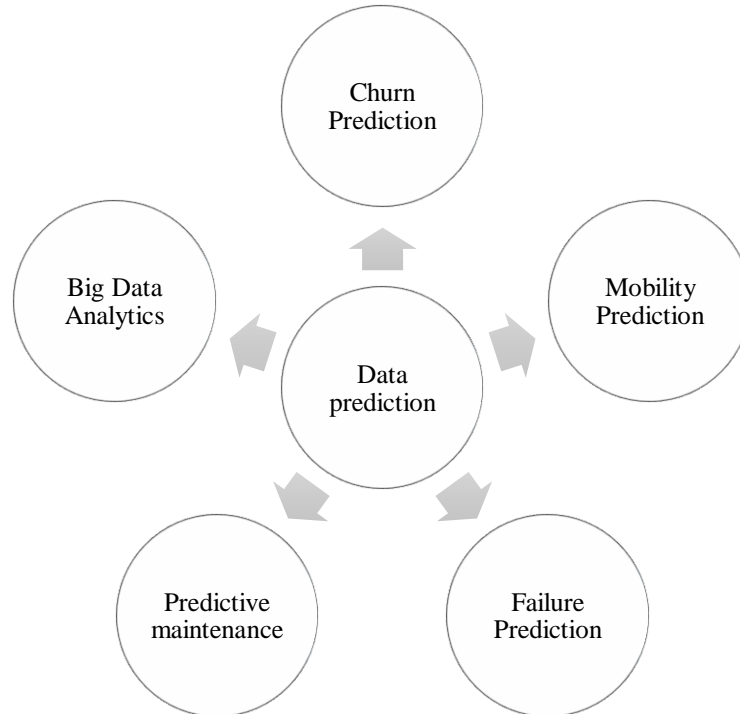 Churn
Prediction
Big Data
Analytics
Mobility
Prediction
Data
prediction
Predictive
maintenance
Failure
Prediction